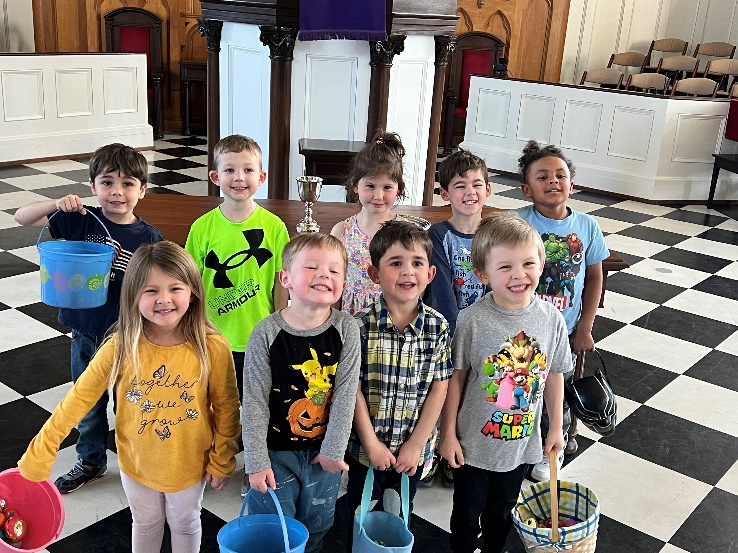 UNDER
ARMOUR
together
we
grow
SUPER
MARIO